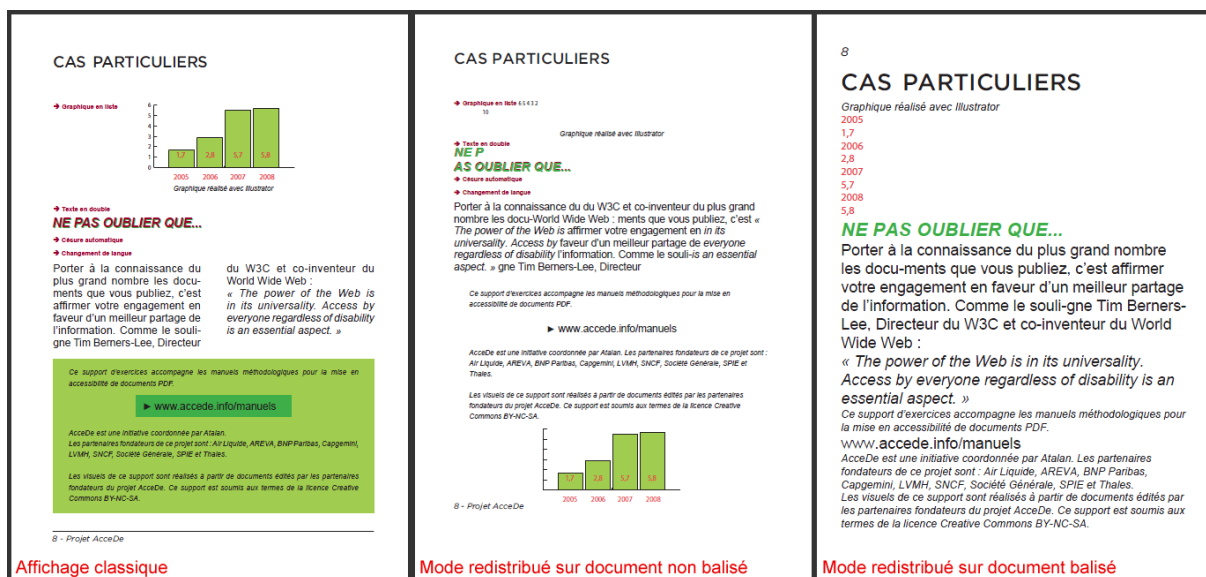 CAS PARTICULIERS
➔ Graphique en liste
6
5
4
3
2
1
0
1,7 2,8 5,7 5,8
2005 2006 2007 2008
Graphique réalisé avec Illustrator
➔ Texte en double
NE PAS OUBLIER QUE...
➔ Césure automatique
➔ Changement de langue
Porter à la connaissance du
plus grand nombre les docu-
ments que vous publiez, c'est
affirmer votre engagement en
faveur d'un meilleur partage de
l'information. Comme le souli-
gne Tim Berners-Lee, Directeur
du W3C et co-inventeur du
World Wide Web :
« The power of the Web is
in its universality. Access by
everyone regardless of disability
is an essential aspect. »
Ce support d'exercices accompagne les manuels méthodologiques pour la mise en
accessibilité de documents PDF.
► www.accede.info/manuels
AcceDe est une initiative coordonnée par Atalan.
Les partenaires fondateurs de ce projet sont : Air Liquide, AREVA, BNP Paribas, Capgemini,
LVMH, SNCF, Société Générale, SPIE et Thales.
Les visuels de ce support sont réalisés à partir de documents édités par les partenaires
fondateurs du projet AcceDe. Ce support est soumis aux termes de la licence Creative
Commons BY-NC-SA.
8 - Projet AcceDe
Affichage classique
CAS PARTICULIERS
➔ Graphique en liste 6 5 4 3 2
10
Graphique réalisé avec Illustrator
➔ Texte en double
NE P
AS OUBLIER QUE...
➔ Césure automatique
➔ Changement de langue
Porter à la connaissance du du W3C et co-inventeur du plus grand
nombre les docu-World Wide Web : ments que vous publiez, c'est «
The power of the Web is affirmer votre engagement en in its
universality. Access by faveur d'un meilleur partage de everyone
regardless of disability l'information. Comme le souli-is an essential
aspect. » gne Tim Berners-Lee, Directeur
Ce support d'exercices accompagne les manuels méthodologiques pour la mise en
accessibilité de documents PDF.
► www.accede.info/manuels
AcceDe est une initiative coordonnée par Atalan. Les partenaires fondateurs de ce projet sont :
Air Liquide, AREVA, BNP Paribas, Capgemini, LVMH, SNCF, Société Générale, SPIE et
Thales.
Les visuels de ce support sont réalisés à partir de documents édités par les partenaires
fondateurs du projet AcceDe. Ce support est soumis aux termes de la licence Creative
Commons BY-NC-SA.
1,7 2,8 5,7 5,8
2005 2006 2007 2008
8 - Projet AcceDe
Mode redistribué sur document non balisé
8
CAS PARTICULIERS
Graphique réalisé avec Illustrator
2005
1,7
2006
2,8
2007
5,7
2008
5,8
NE PAS OUBLIER QUE...
Porter à la connaissance du plus grand nombre
les docu-ments que vous publiez, c'est affirmer
votre engagement en faveur d'un meilleur partage
de l'information. Comme le souli-gne Tim Berners-
Lee, Directeur du W3C et co-inventeur du World
Wide Web :
« The power of the Web is in its universality.
Access by everyone regardless of disability is an
essential aspect. »
Ce support d'exercices accompagne les manuels méthodologiques pour
la mise en accessibilité de documents PDF.
www.accede.info/manuels
AcceDe est une initiative coordonnée par Atalan. Les partenaires
fondateurs de ce projet sont : Air Liquide, AREVA, BNP Paribas,
Capgemini, LVMH, SNCF, Société Générale, SPIE et Thales.
Les visuels de ce support sont réalisés à partir de documents édités par
les partenaires fondateurs du projet AcceDe. Ce support est soumis aux
termes de la licence Creative Commons BY-NC-SA.
Mode redistribué sur document balisé